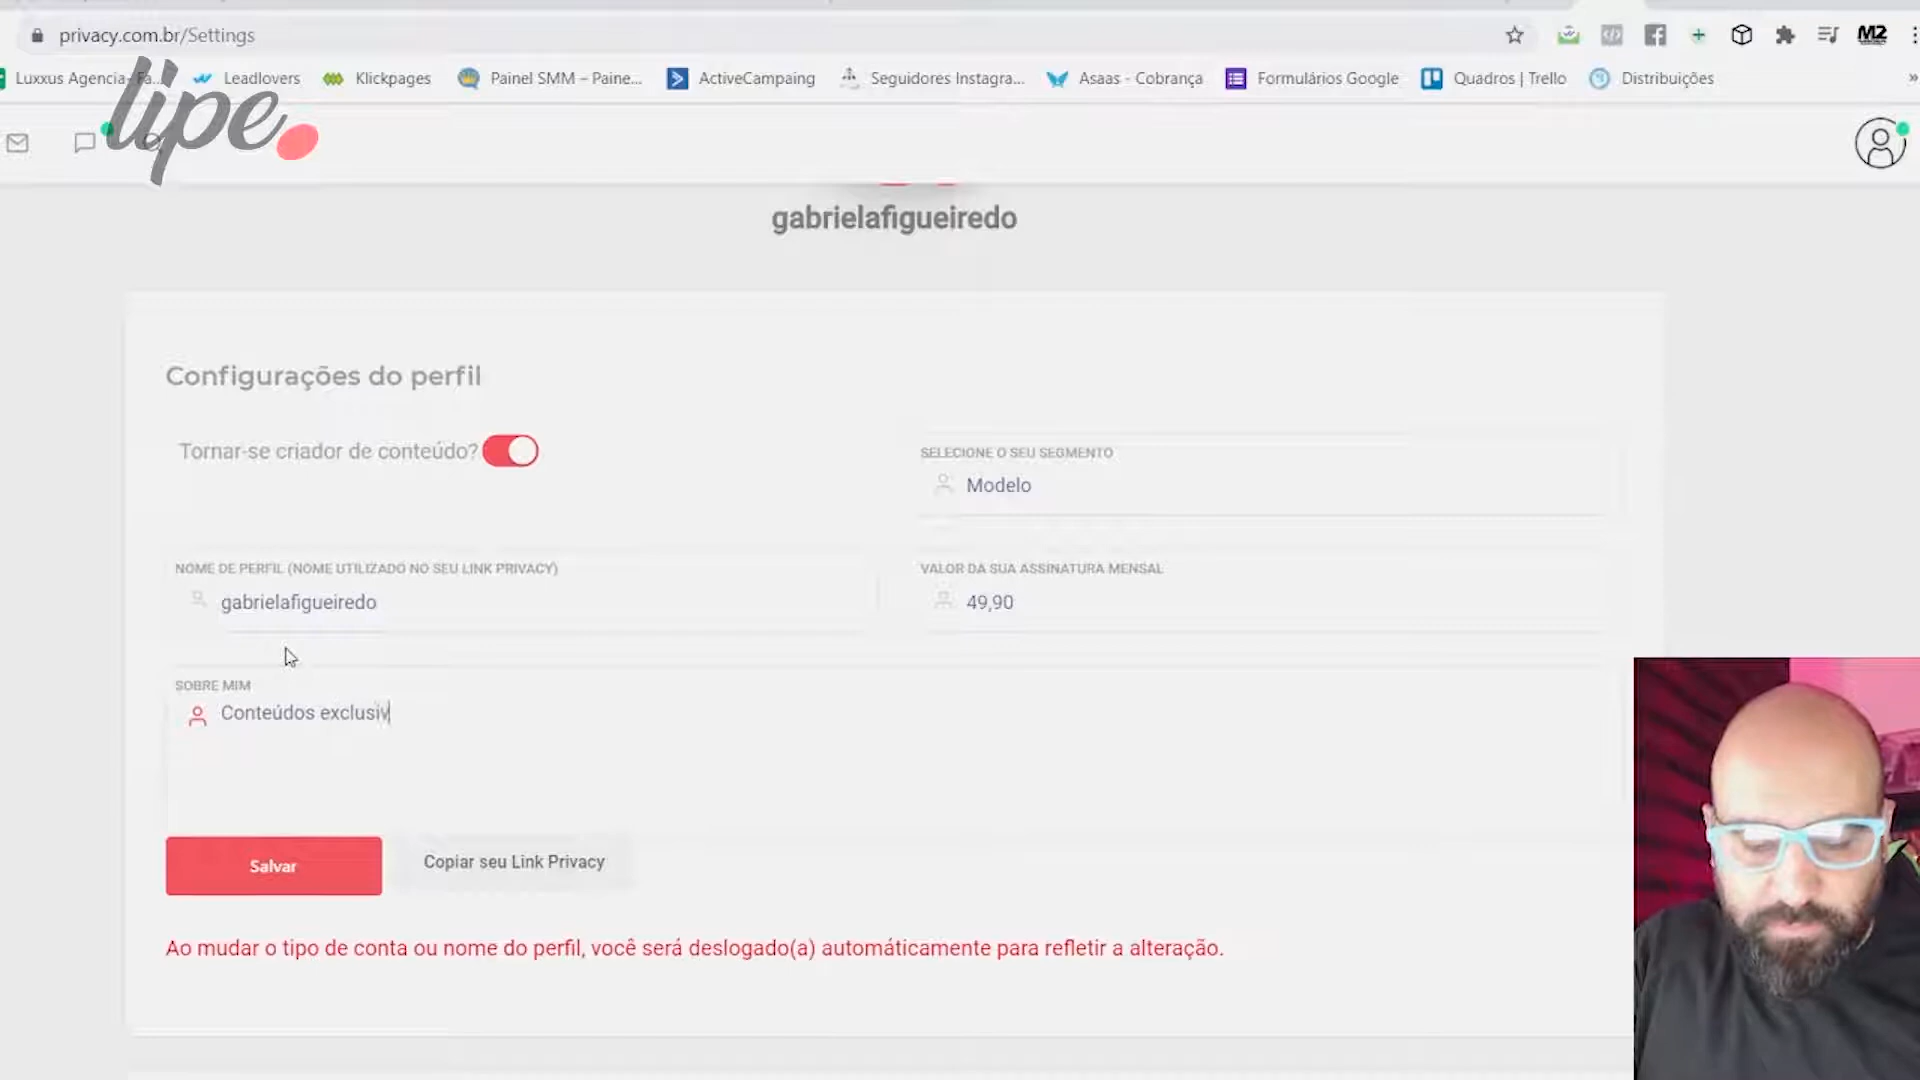 privacy.com.br/Settings
M2
Luxxus Agencia- Fa...
Leadlovers
Klickpages
Painel SMM – Paine...
ActiveCampaing
Seguidores Instagra...
Asaas - Cobrança
Formulários Google
Quadros | Trello
Distribuições
»
lipe.
gabrielafigueiredo
Configurações do perfil
Tornar-se criador de conteúdo?
SELECIONE O SEU SEGMENTO
Modelo
NOME DE PERFIL (NOME UTILIZADO NO SEU LINK PRIVACY)
gabrielafigueiredo
VALOR DA SUA ASSINATURA MENSAL
49,90
SOBRE MIM
Conteúdos exclusiv
Salvar
Copiar seu Link Privacy
Ao mudar o tipo de conta ou nome do perfil, você será deslogado(a) automáticamente para refletir a alteração.